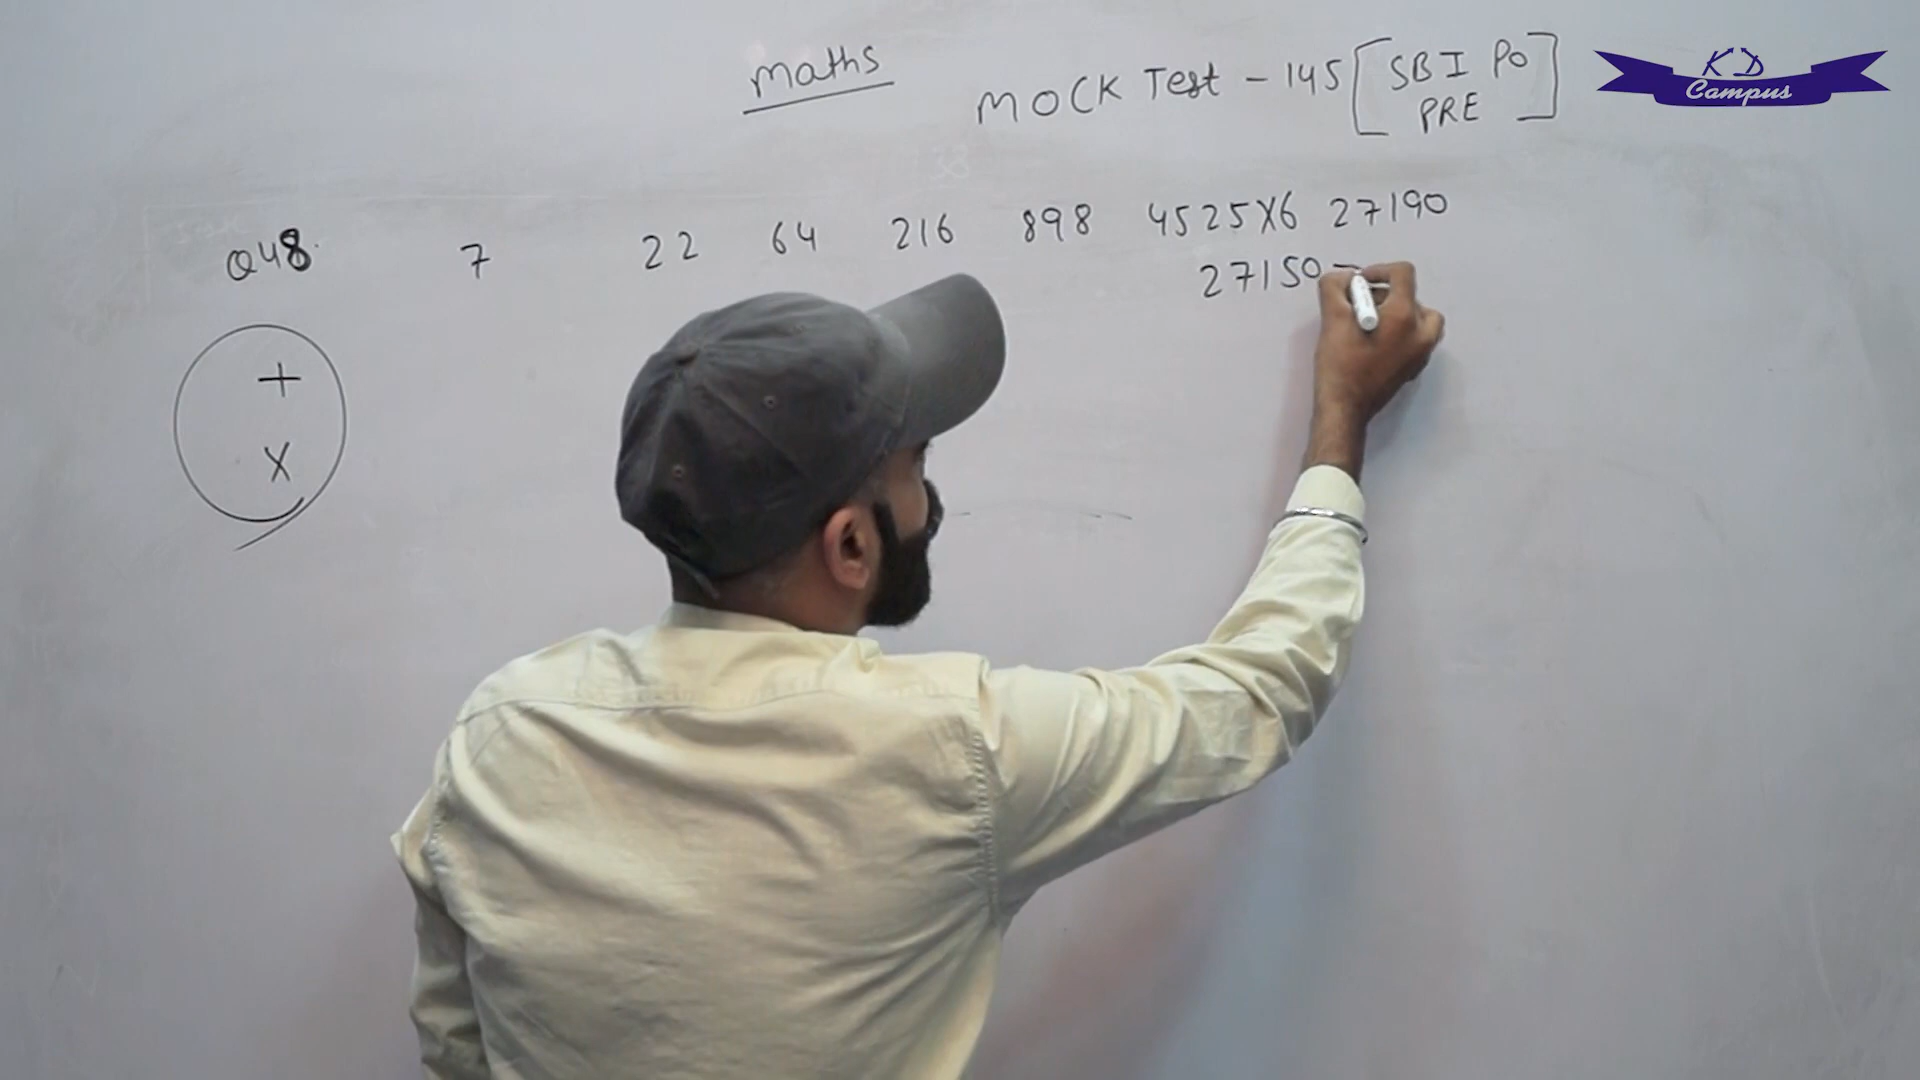 Maths
MOCK Test - 145 [SBI PO
PRE]
KD
Campus
Q48. 7 22 64 216 898 4525X6 27190
27150
+
X